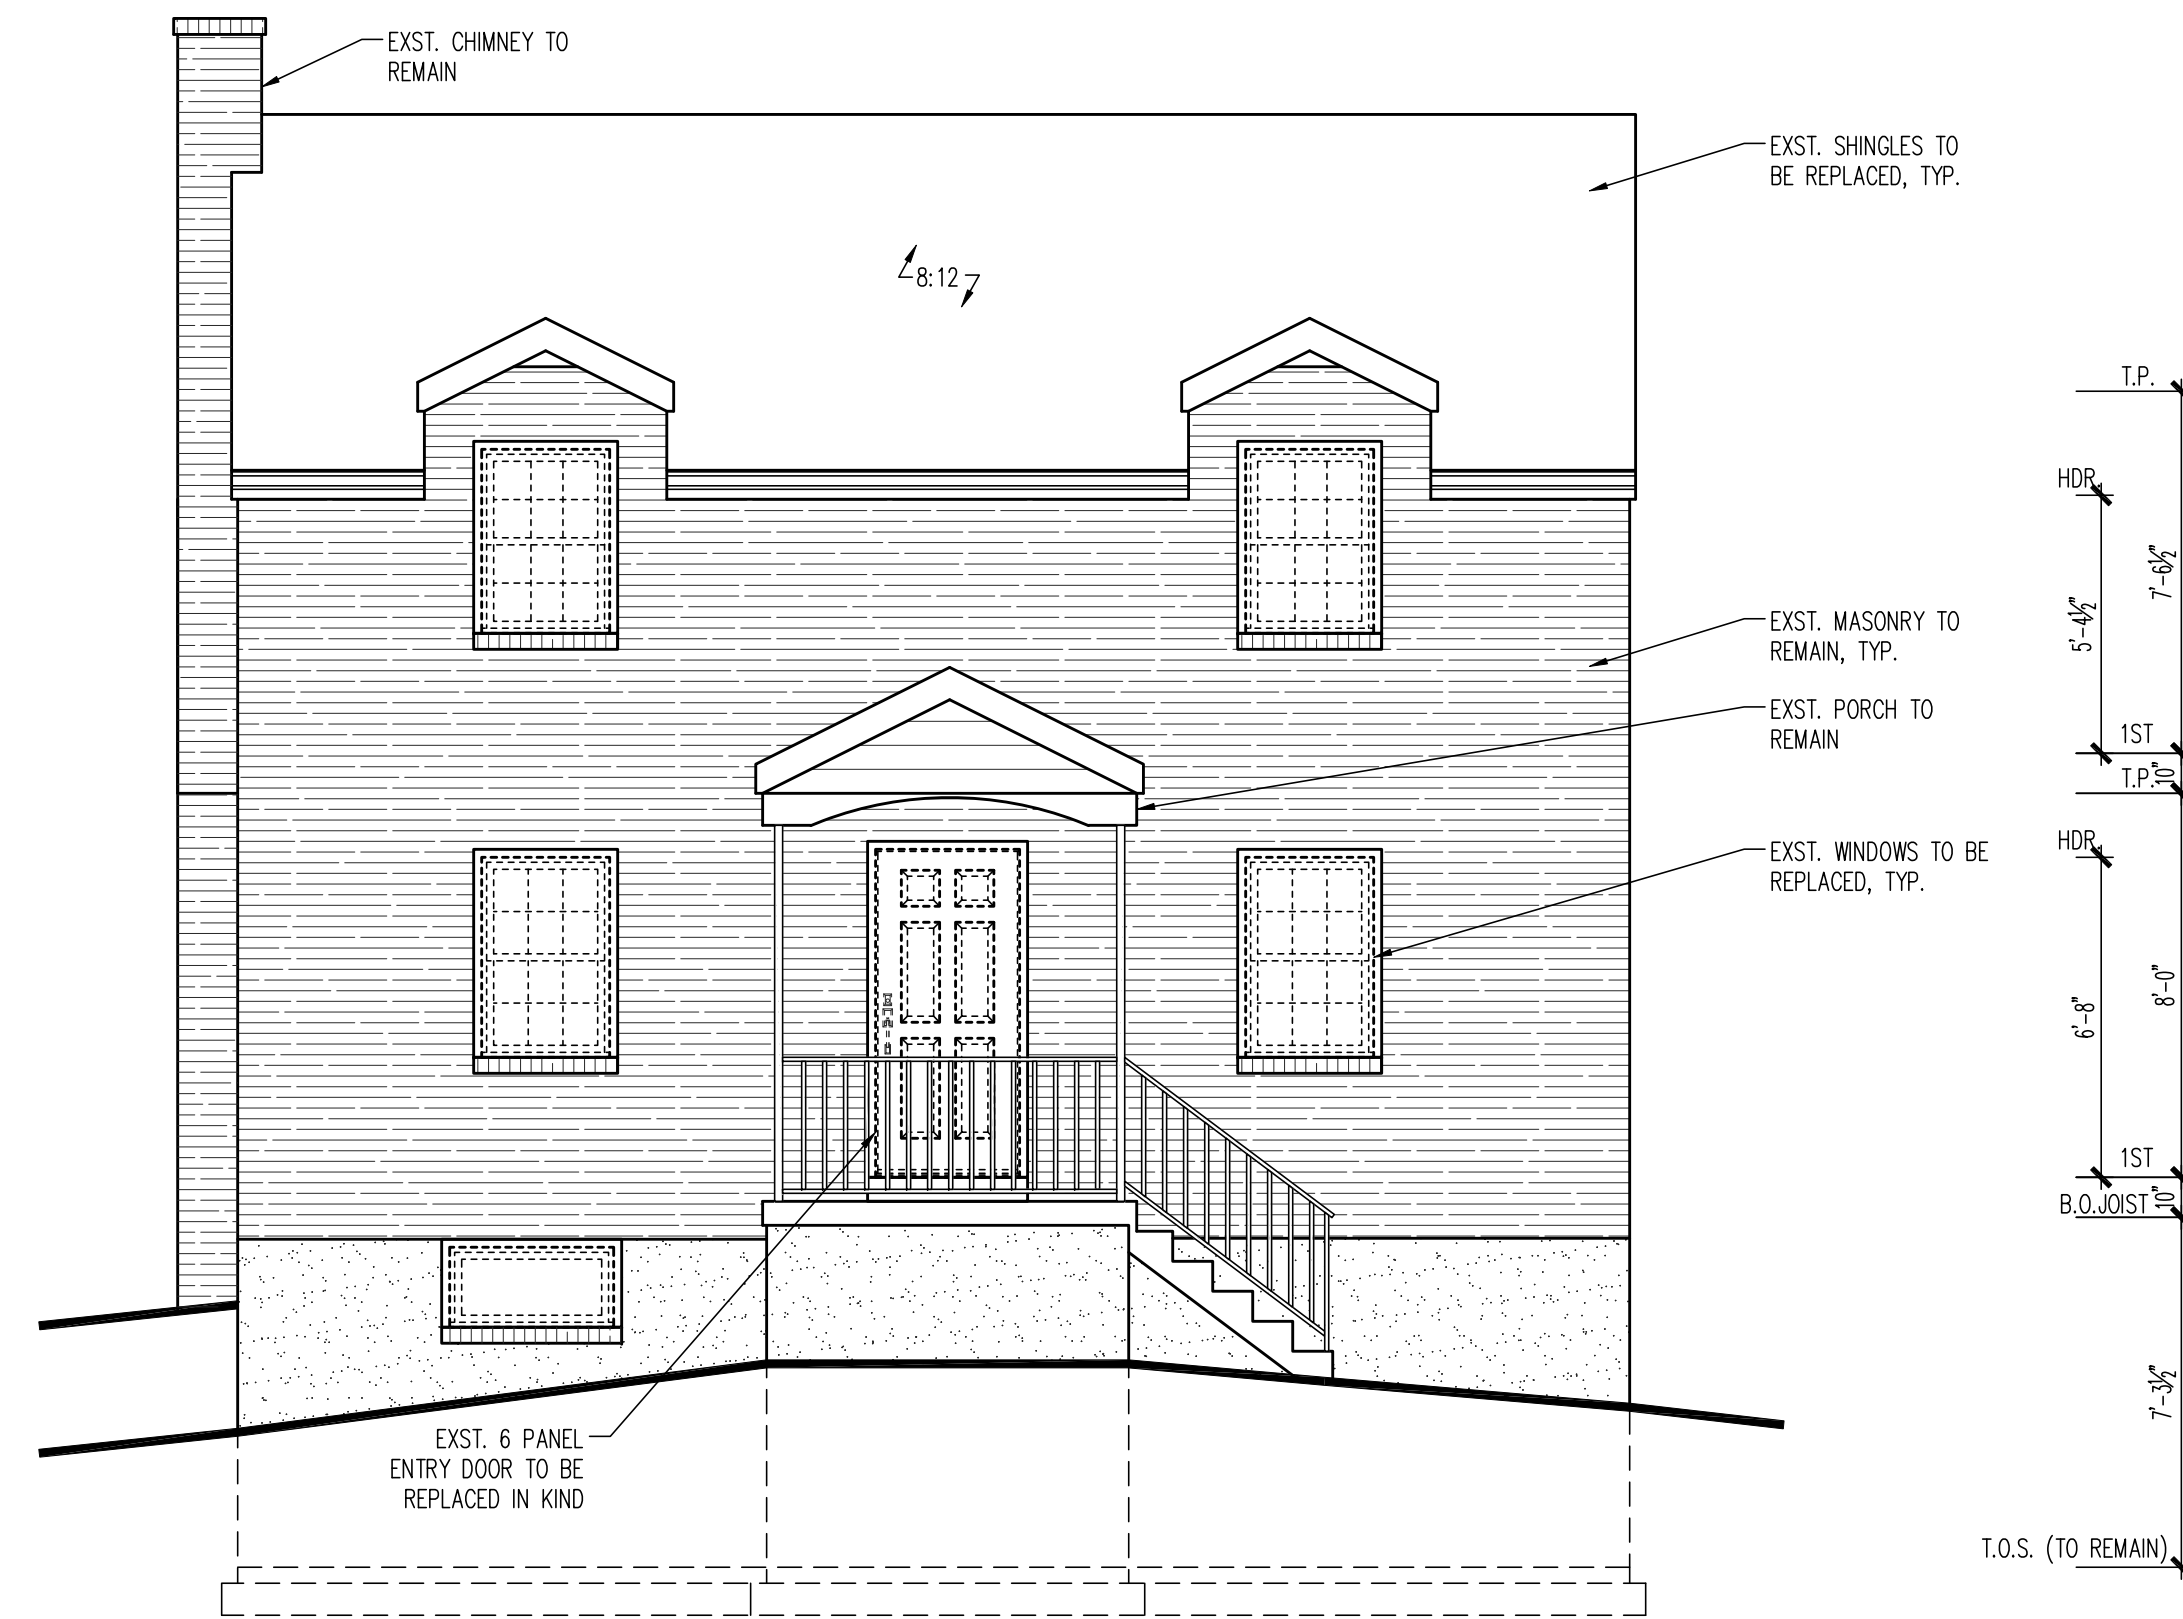 EXST. CHIMNEY TO
REMAIN
EXST. SHINGLES TO
BE REPLACED, TYP.
8:12
T.P.
HDR.
7'-6½"
5'-4½"
EXST. MASONRY TO
REMAIN, TYP.
EXST. PORCH TO
REMAIN
1ST
10"
T.P.
EXST. WINDOWS TO BE
REPLACED, TYP.
HDR.
8'-0"
6'-8"
1ST
10"
B.O.JOIST
7'-3½"
EXST. 6 PANEL
ENTRY DOOR TO BE
REPLACED IN KIND
T.O.S. (TO REMAIN)